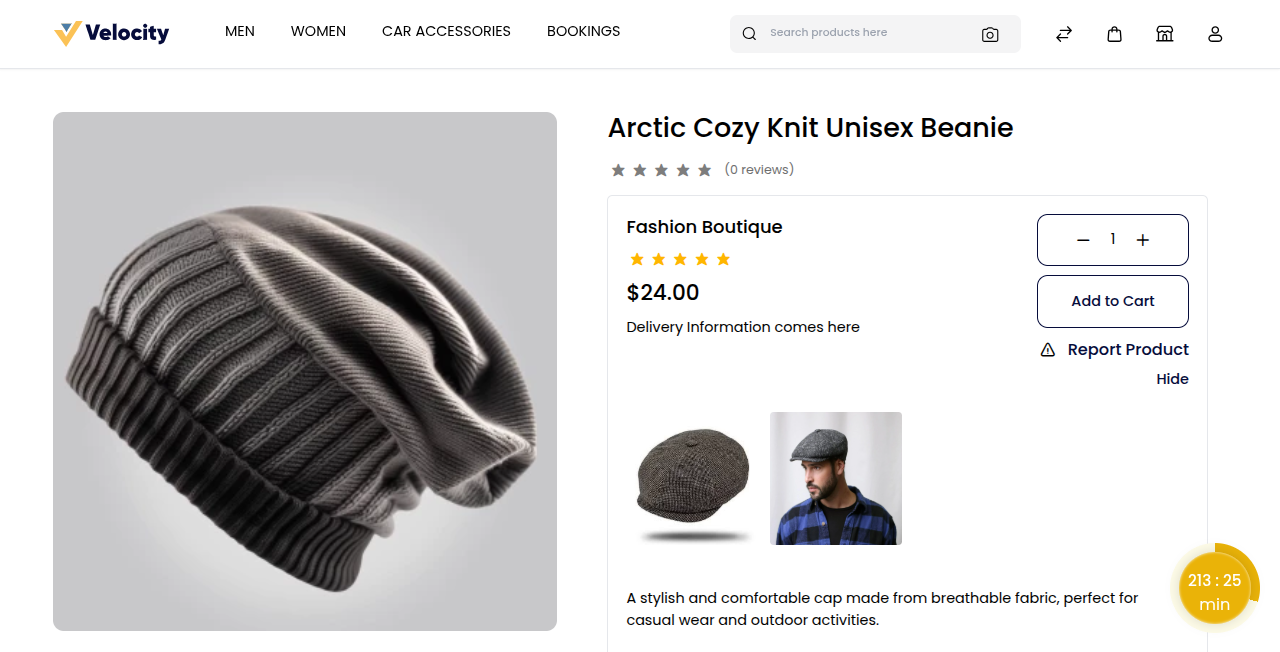 Velocity
MEN
WOMEN
CAR ACCESSORIES
BOOKINGS
Search products here
Arctic Cozy Knit Unisex Beanie
(0 reviews)
Fashion Boutique
1
$24.00
Add to Cart
Delivery Information comes here
Report Product
Hide
213 : 25
min
A stylish and comfortable cap made from breathable fabric, perfect for
casual wear and outdoor activities.